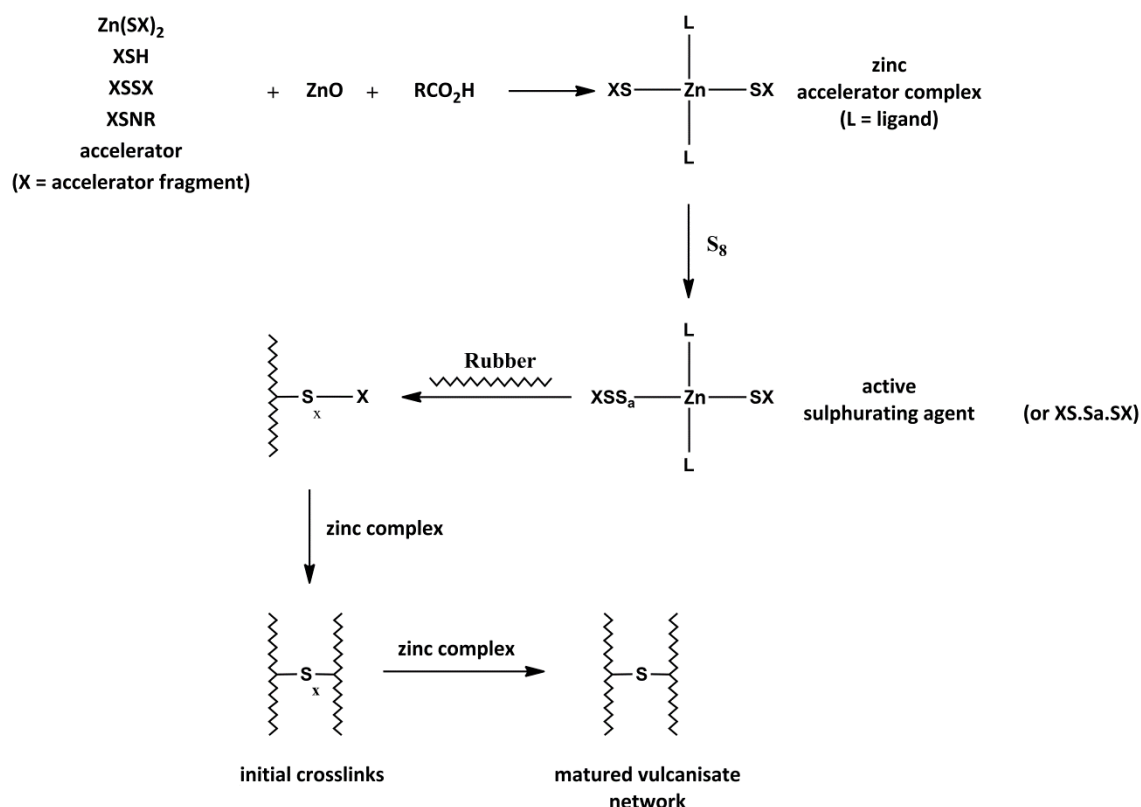 Zn(SX)₂
XSH
XSSX
XSNR
accelerator
(X = accelerator fragment)
+ ZnO + RCO₂H
L
XS Zn SX
L
zinc
accelerator complex
(L = ligand)
S₈
L
XSSₐ Zn SX
L
active
sulphurating agent
(or XS.Sa.SX)
Rubber
S X
x
zinc complex
S
x
initial crosslinks
zinc complex
S
matured vulcanisate
network